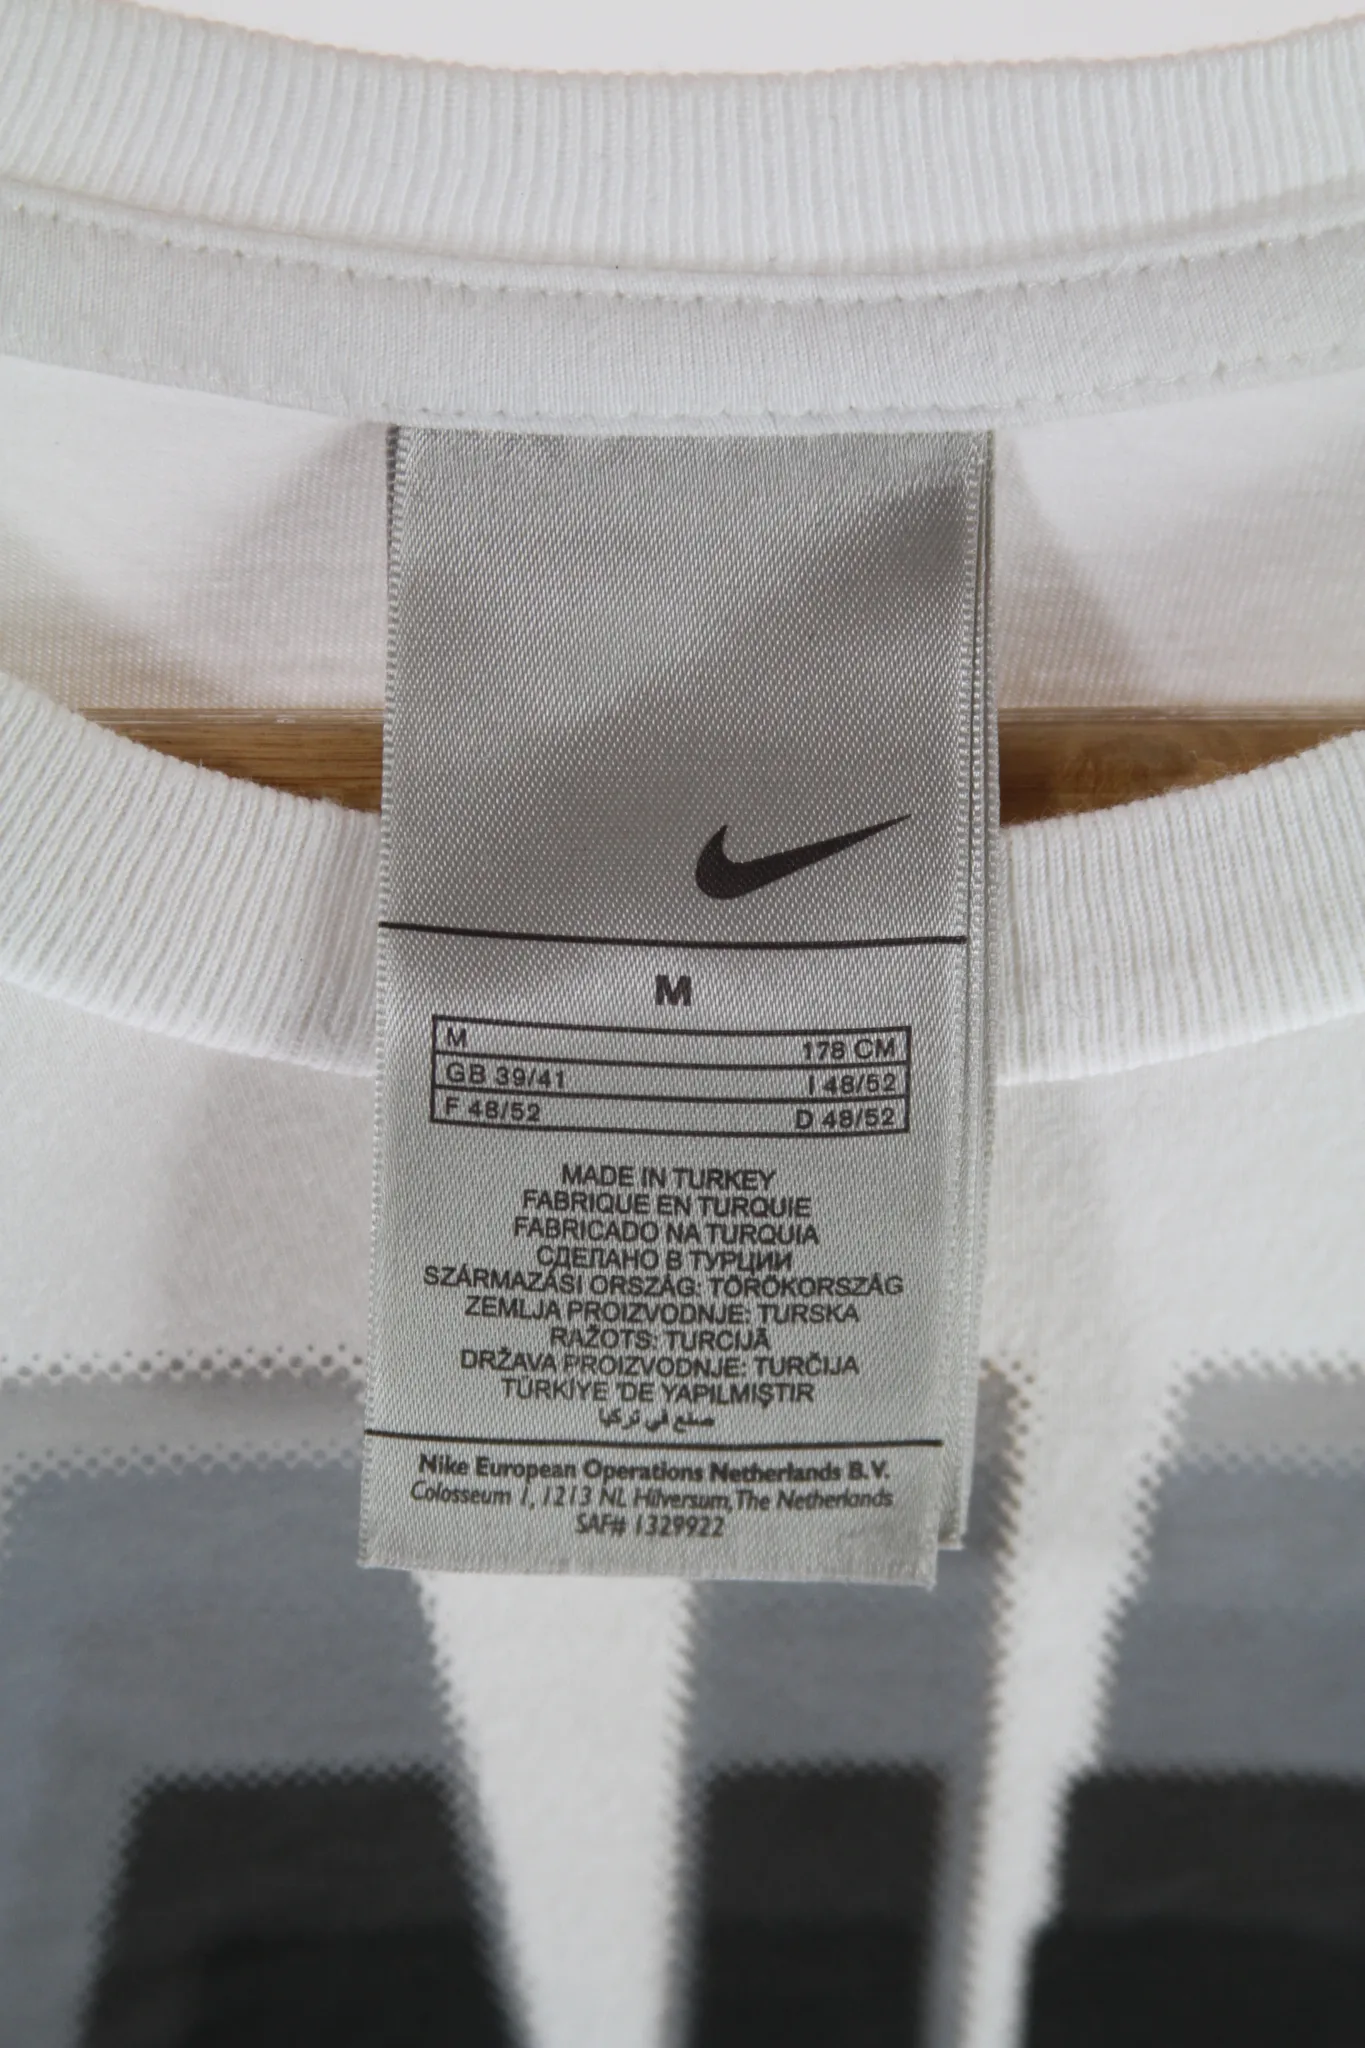 M
M 178 CM
GB 39/41 I 48/52
F 48/52 D 48/52
MADE IN TURKEY
FABRIQUE EN TURQUIE
FABRICADO NA TURQUIA
СДЕЛАНО В ТУРЦИИ
SZÁRMAZÁSI ORSZÁG: TÖRÖKORSZÁG
ZEMLJA PROIZVODNJE: TURSKA
RAŽOTS: TURCIJĀ
DRŽAVA PROIZVODNJE: TURČIJA
TÜRKİYE 'DE YAPILMIŞTIR
صنع في تركيا
Nike European Operations Netherlands B.V.
Colosseum 1, 1213 NL Hilversum, The Netherlands
SAF# 1329922